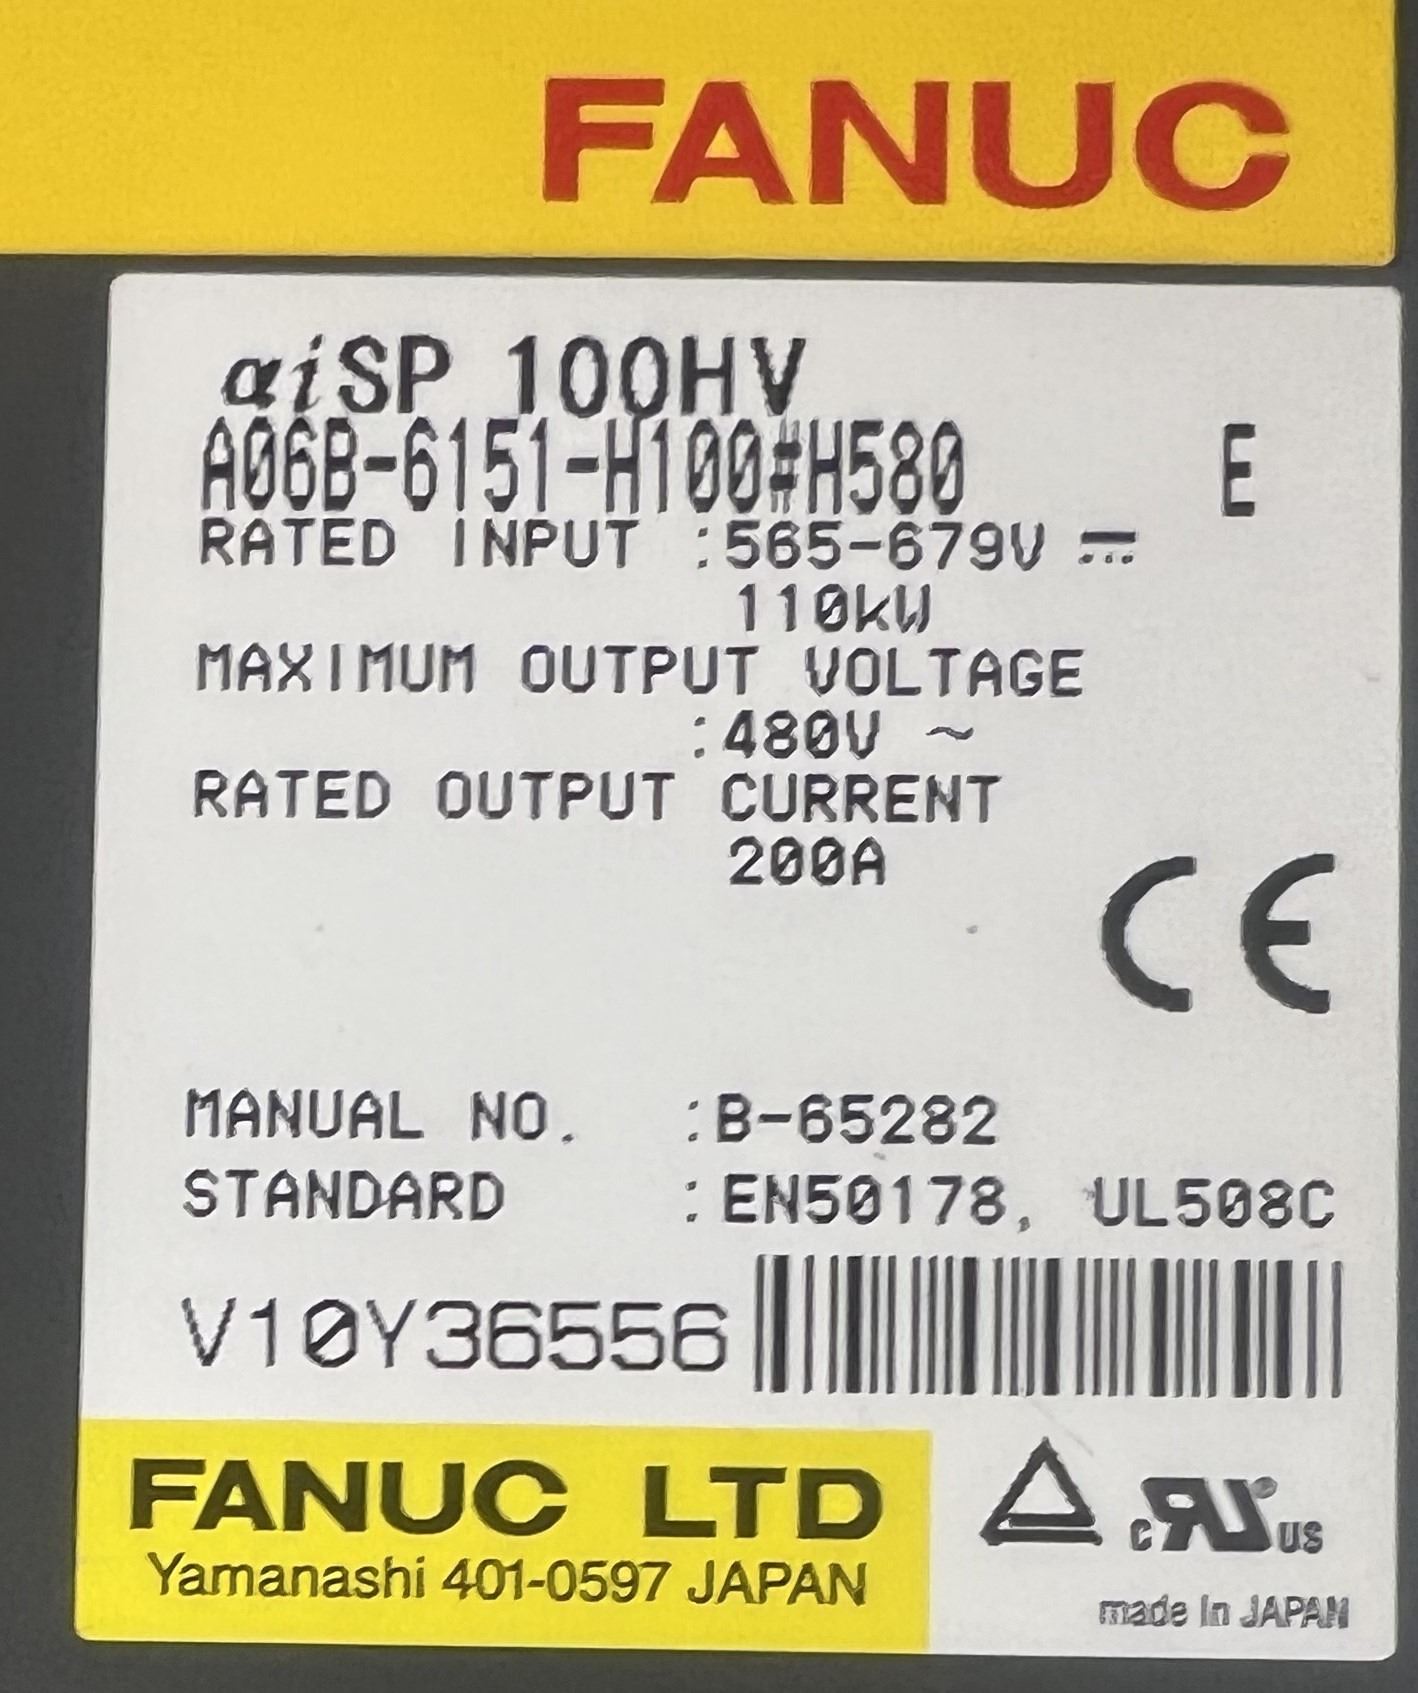 FANUC
αiSP 100HV
A06B-6151-H100#H580 E
RATED INPUT :565-679V ⎓
110kW
MAXIMUM OUTPUT VOLTAGE
:480V ~
RATED OUTPUT CURRENT
200A
CE
MANUAL NO. :B-65282
STANDARD :EN50178, UL508C
V10Y36556
FANUC LTD
Yamanashi 401-0597 JAPAN
c RU ® US
made in JAPAN